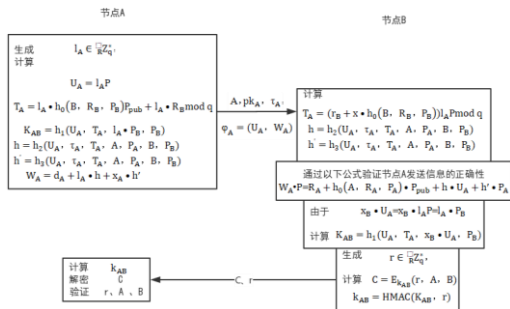 节点A
节点B
生成 l_A ∈ _R Z_q^*,
计算
U_A = l_A P
T_A = l_A • h_0(B, R_B, P_B)P_pub + l_A • R_B mod q
K_AB = h_1(U_A, T_A, l_A • P_B, P_B)
h = h_2(U_A, τ_A, T_A, A, P_A, B, P_B)
h' = h_3(U_A, τ_A, T_A, A, P_A, B, P_B)
W_A = d_A + l_A • h + x_A • h'
A, pk_A, τ_A,
φ_A = (U_A, W_A)
计算
T_A = (r_B + x • h_0(B, R_B, P_B))l_A P mod q
h = h_2(U_A, τ_A, T_A, A, P_A, B, P_B)
h' = h_3(U_A, τ_A, T_A, A, P_A, B, P_B)
通过以下公式验证节点A发送信息的正确性
W_A • P = R_A + h_0(A, R_A, P_A) • P_pub + h • U_A + h' • P_A
由于 x_B • U_A = x_B • l_A P = l_A • P_B
计算 K_AB = h_1(U_A, T_A, x_B • U_A, P_B)
生成 r ∈ _R Z_q^*,
计算 C = E_k_AB(r, A, B)
k_AB = HMAC(K_AB, r)
C, r
计算 k_AB
解密 C
验证 r、A、B